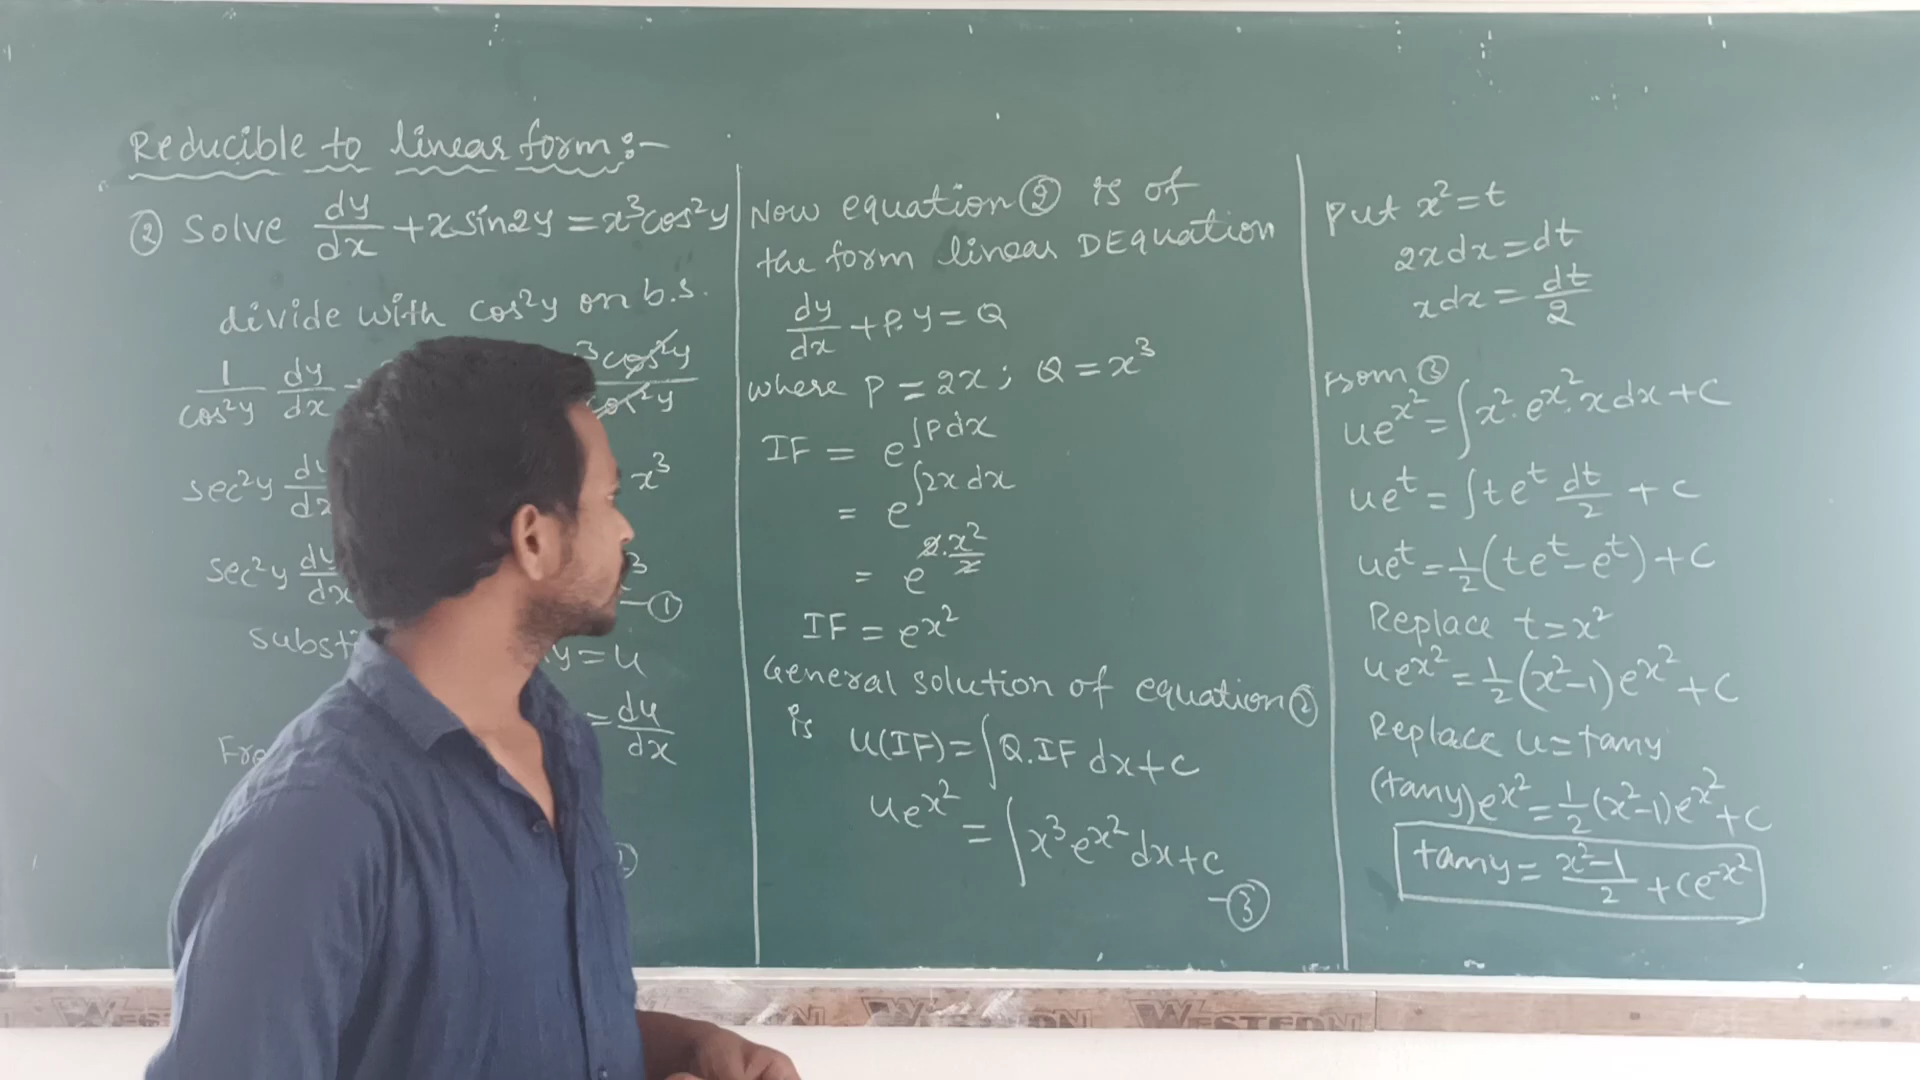 Reducible to linear form:-
② Solve dy/dx + x sin2y = x³cos²y
divide with cos²y on b.s.
1/cos²y dy/dx ³cos²y/cos²y
sec²y x³
sec²y dy/dx ³ —①
y = u
= du/dx
Now equation ② is of
the form linear DEquation
dy/dx + P.y = Q
where P = 2x; Q = x³
IF = e^∫Pdx
= e^∫2x dx
= e^2.x²/2
IF = e^x²
General solution of equation ②
is U(IF) = ∫Q.IF dx+c
ue^x² = ∫x³e^x² dx+c
-③
Put x² = t
2xdx = dt
xdx = dt/2
From ③
ue^x² = ∫x².e^x².xdx+C
ue^t = ∫te^t dt/2 + c
ue^t = 1/2(te^t-e^t)+C
Replace t = x²
ue^x² = 1/2(x²-1)e^x²+C
Replace u = tany
(tany)e^x² = 1/2(x²-1)e^x²+C
tany = x²-1/2 + ce^-x²
WESTERN